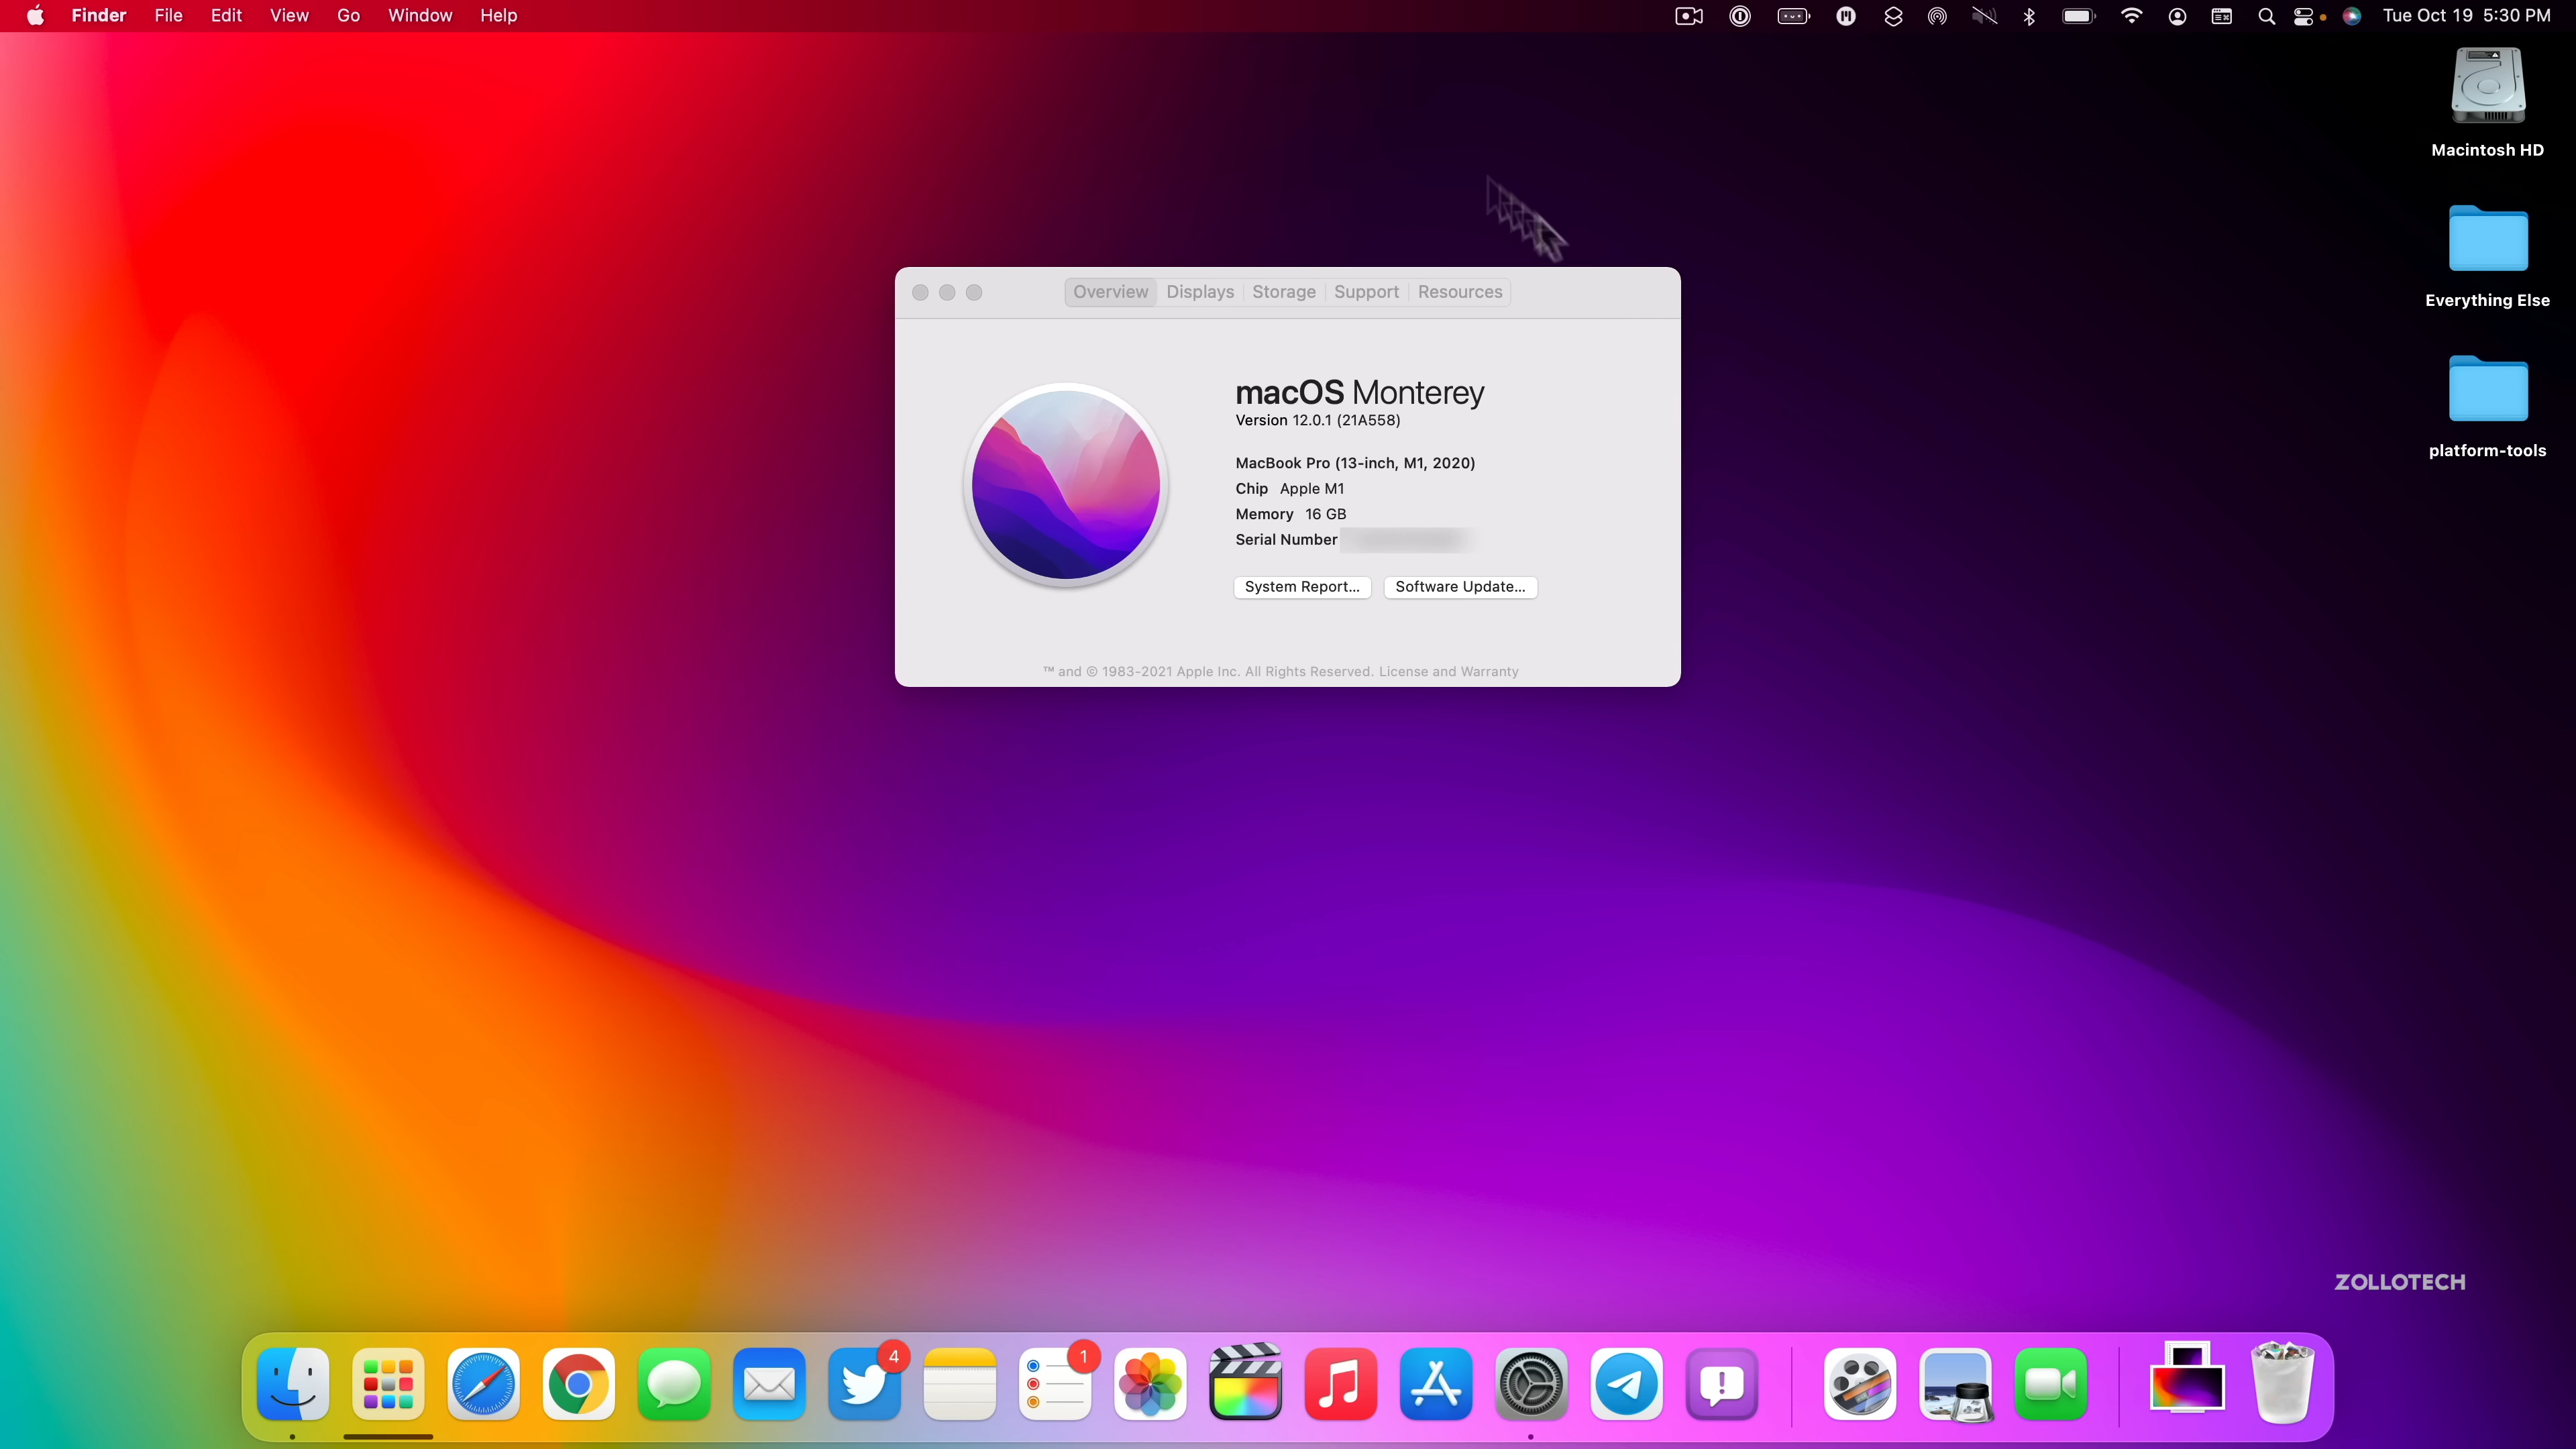 Finder File Edit View Go Window Help
Tue Oct 19 5:30 PM
Macintosh HD
Everything Else
platform-tools
Overview Displays Storage Support Resources
macOS Monterey
Version 12.0.1 (21A558)
MacBook Pro (13-inch, M1, 2020)
Chip Apple M1
Memory 16 GB
Serial Number
System Report... Software Update...
™ and © 1983-2021 Apple Inc. All Rights Reserved. License and Warranty
ZOLLOTECH
4
1